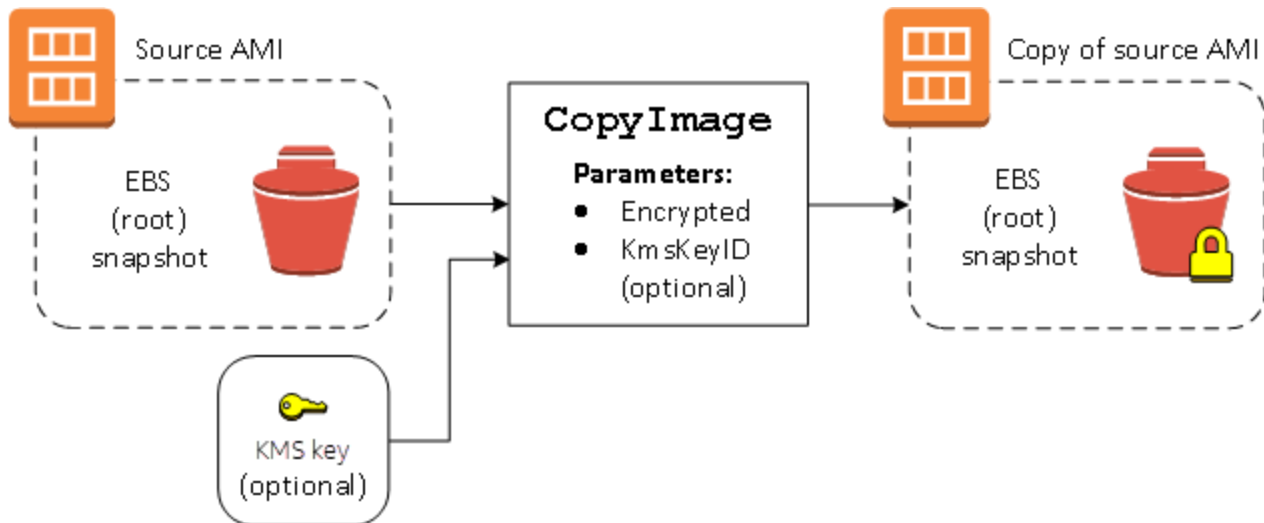 Source AMI
EBS
(root)
snapshot
KMS key
(optional)
CopyImage
Parameters:
● Encrypted
● KmsKeyID
(optional)
Copy of source AMI
EBS
(root)
snapshot